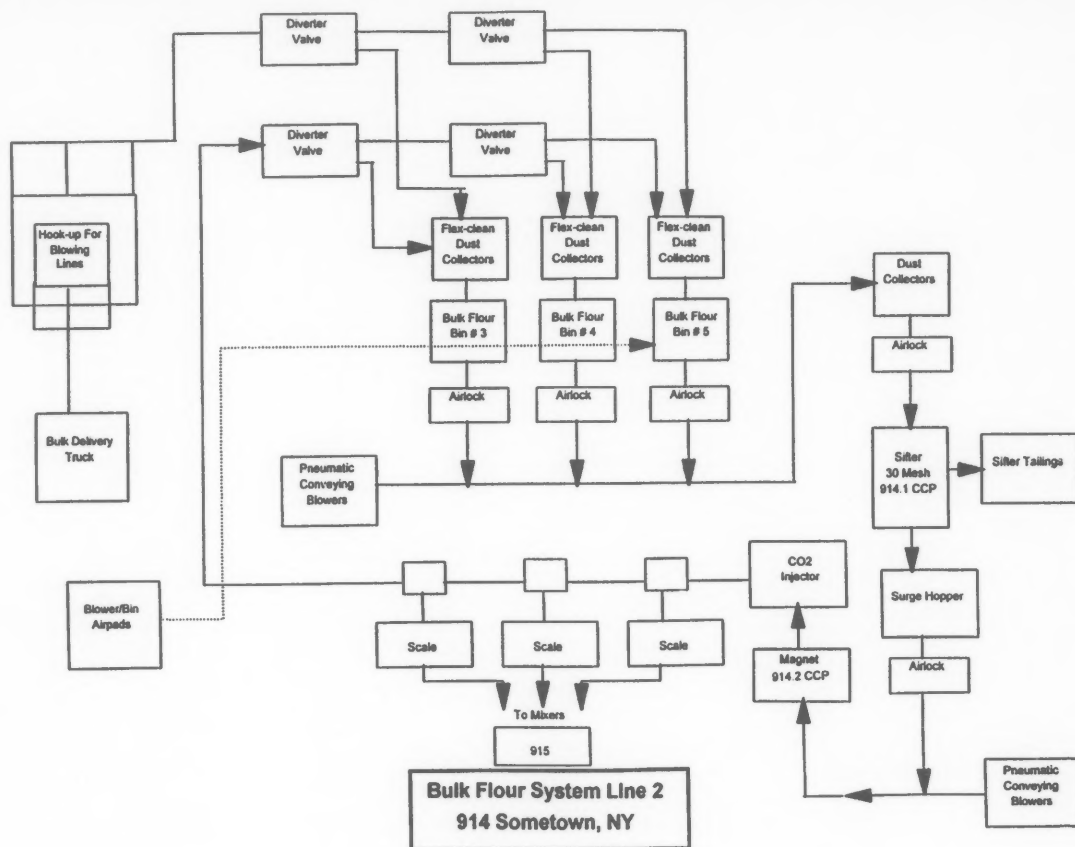 Diverter
Valve
Diverter
Valve
Diverter
Valve
Diverter
Valve
Hook-up For
Blowing
Lines
Flex-clean
Dust
Collectors
Flex-clean
Dust
Collectors
Flex-clean
Dust
Collectors
Dust
Collectors
Bulk Flour
Bin # 3
Bulk Flour
Bin # 4
Bulk Flour
Bin # 5
Airlock
Airlock
Airlock
Airlock
Bulk Delivery
Truck
Pneumatic
Conveying
Blowers
Sifter
30 Mesh
914.1 CCP
Sifter Tailings
Blower/Bin
Airpads
CO2
Injector
Surge Hopper
Scale
Scale
Scale
Magnet
914.2 CCP
Airlock
To Mixers
915
Pneumatic
Conveying
Blowers
Bulk Flour System Line 2
914 Sometown, NY